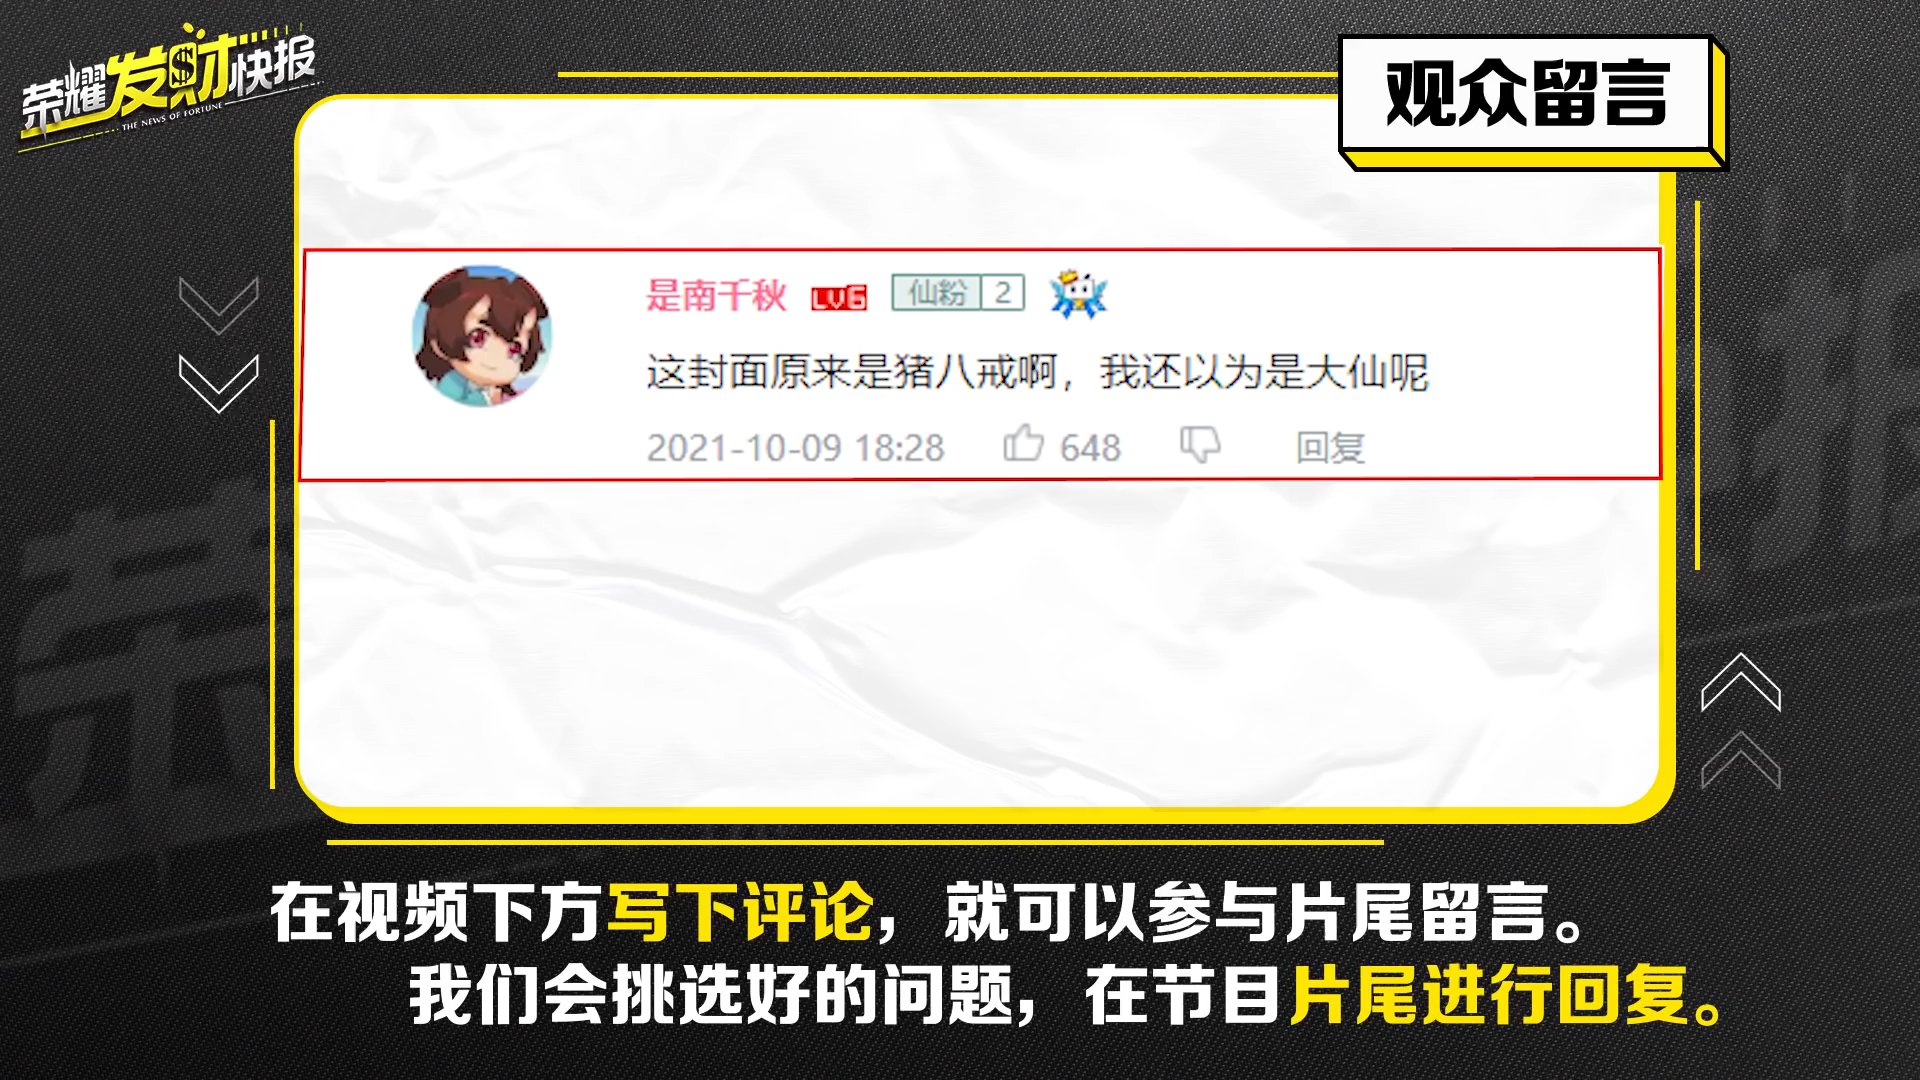 荣耀发财快报
THE NEWS OF FORTUNE
观众留言
是南千秋 LV6 仙粉 2
这封面原来是猪八戒啊，我还以为是大仙呢
2021-10-09 18:28 648 回复
在视频下方写下评论，就可以参与片尾留言。
我们会挑选好的问题，在节目片尾进行回复。